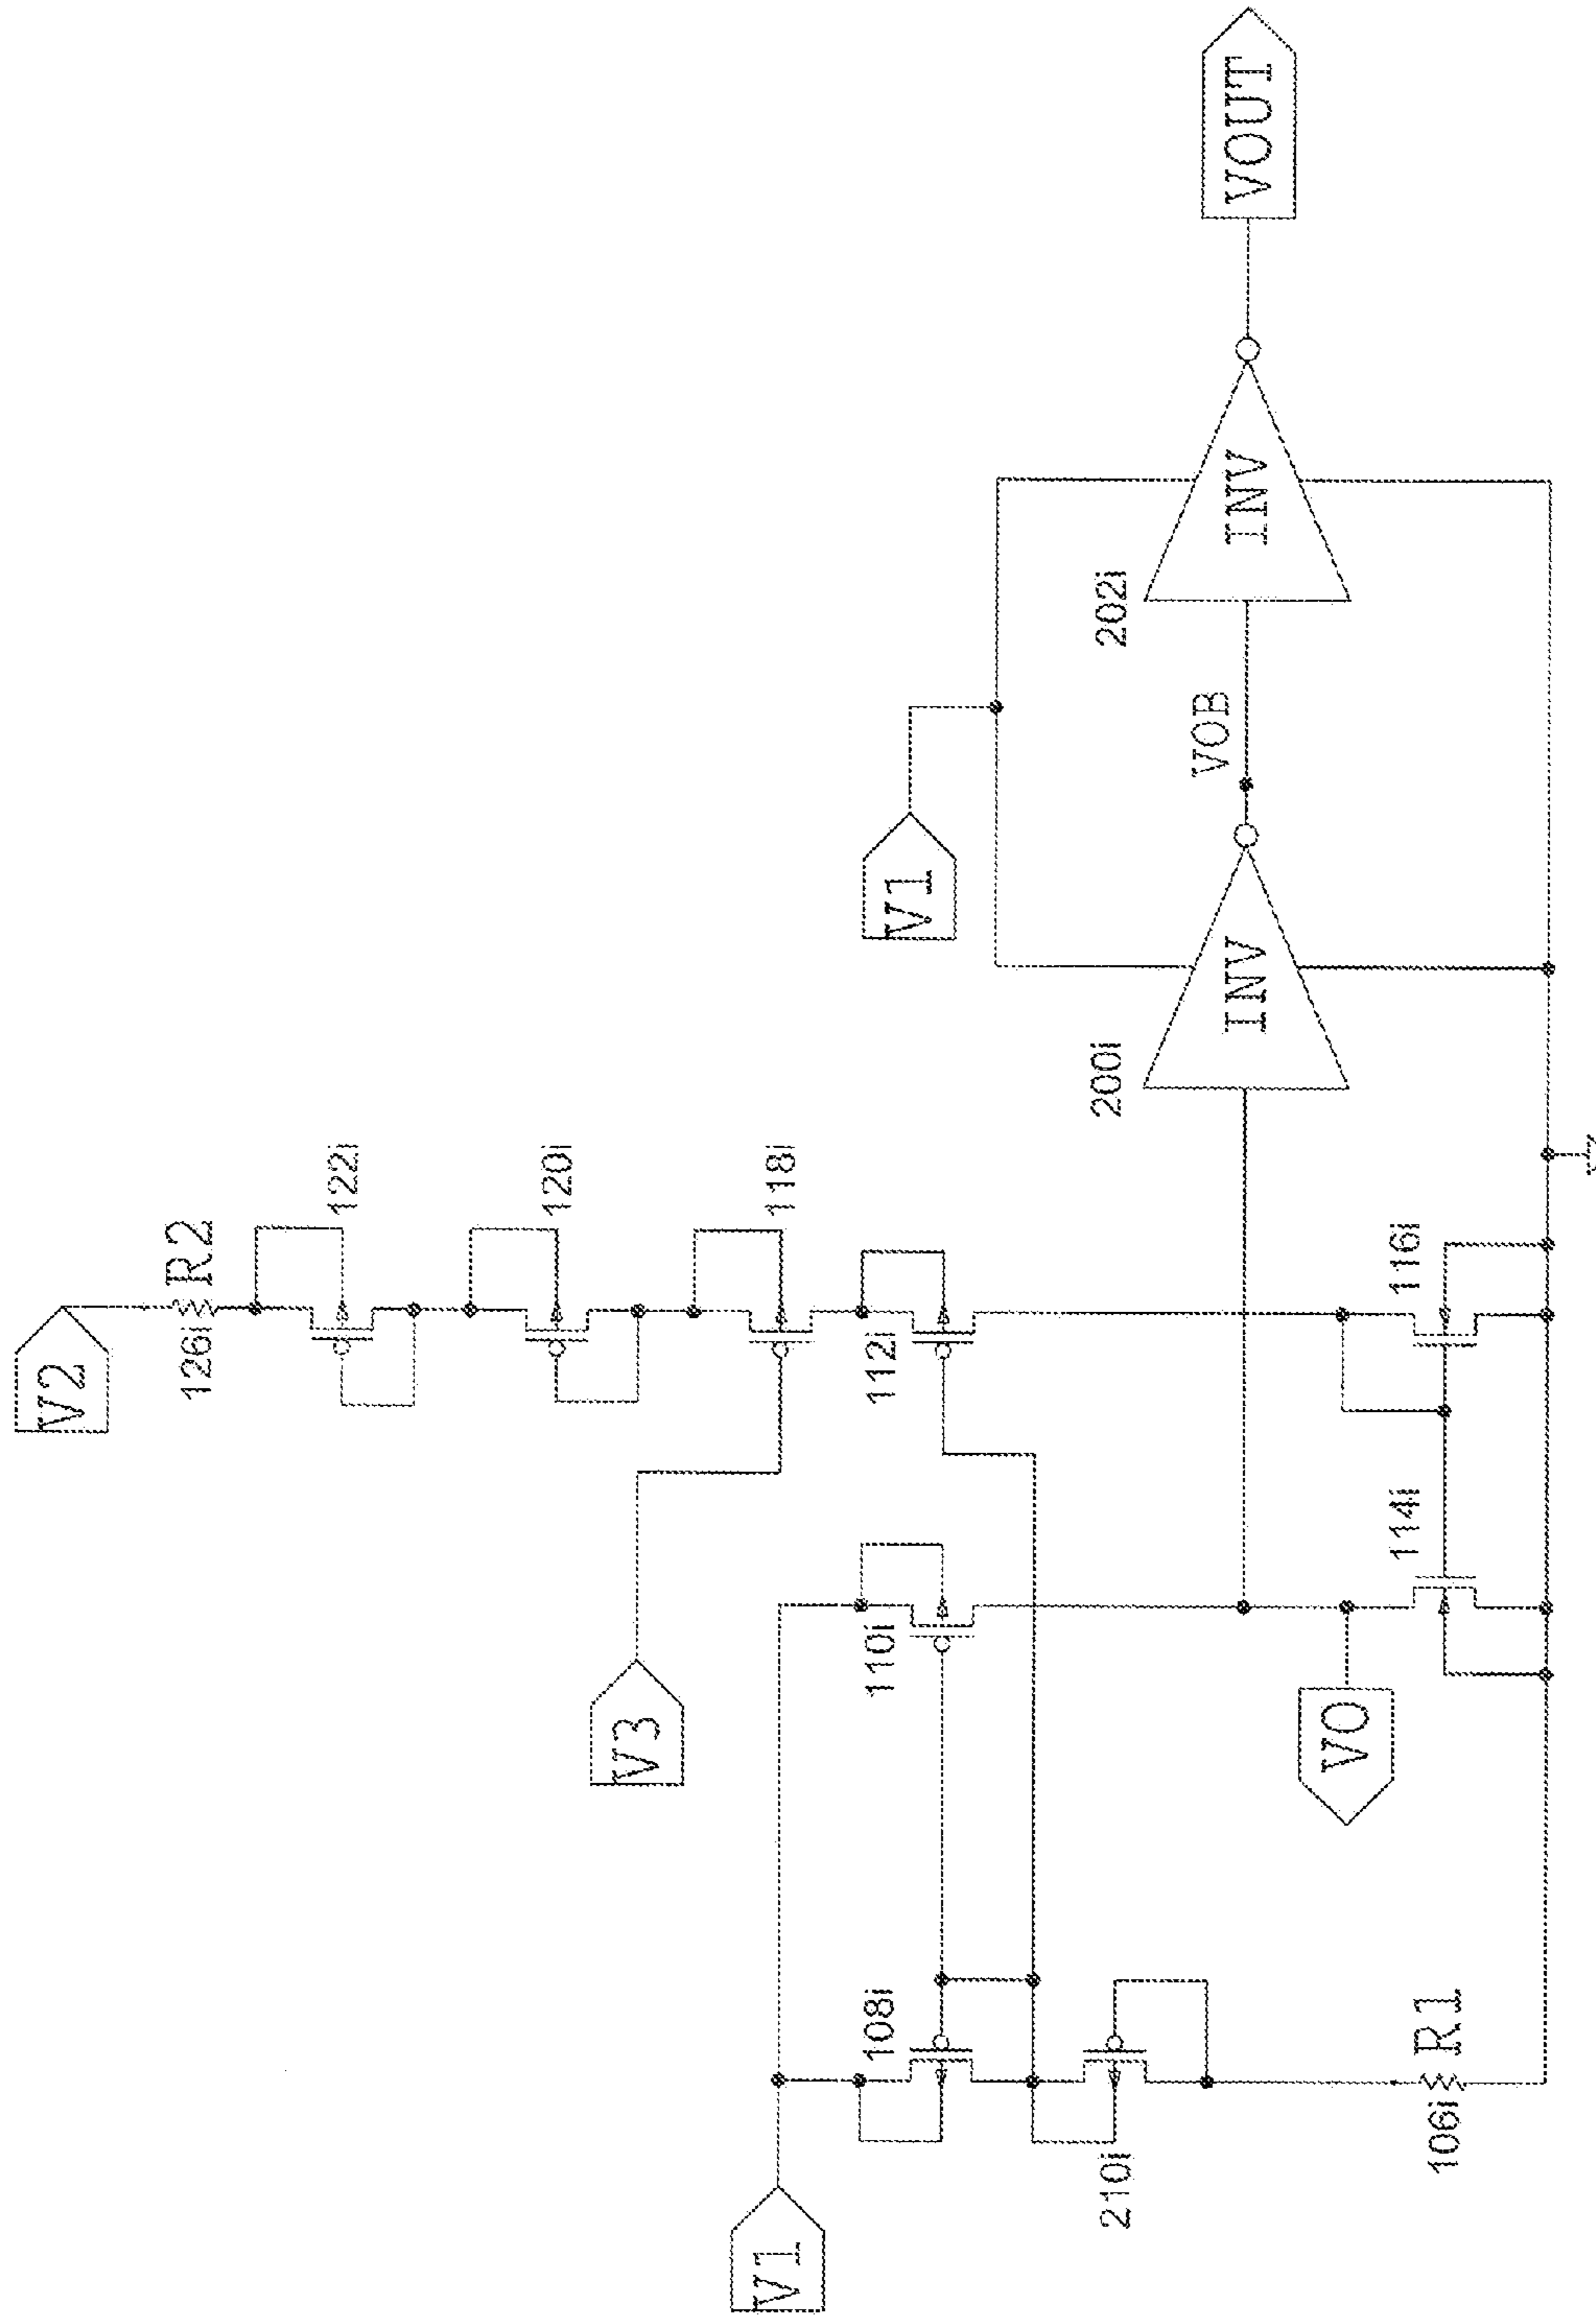 V2
126i
R2
122i
120i
V3
118i
V1
110i
112i
V1
108i
210i
200i
INV
VOB
202i
INV
VOUT
VO
114i
116i
106i
R1